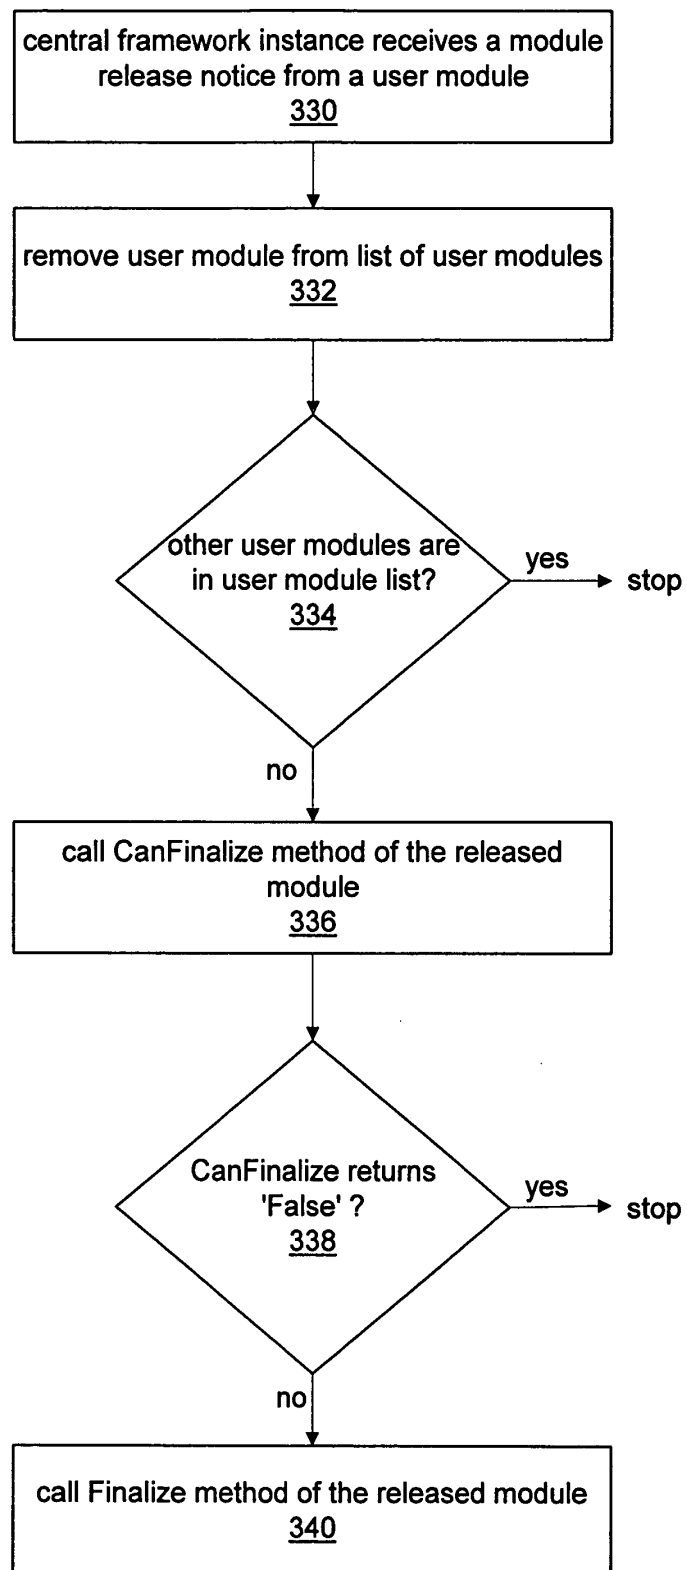 central framework instance receives a module
release notice from a user module
330
remove user module from list of user modules
332
other user modules are
in user module list?
334
yes
stop
no
call CanFinalize method of the released
module
336
CanFinalize returns
'False' ?
338
yes
stop
no
call Finalize method of the released module
340